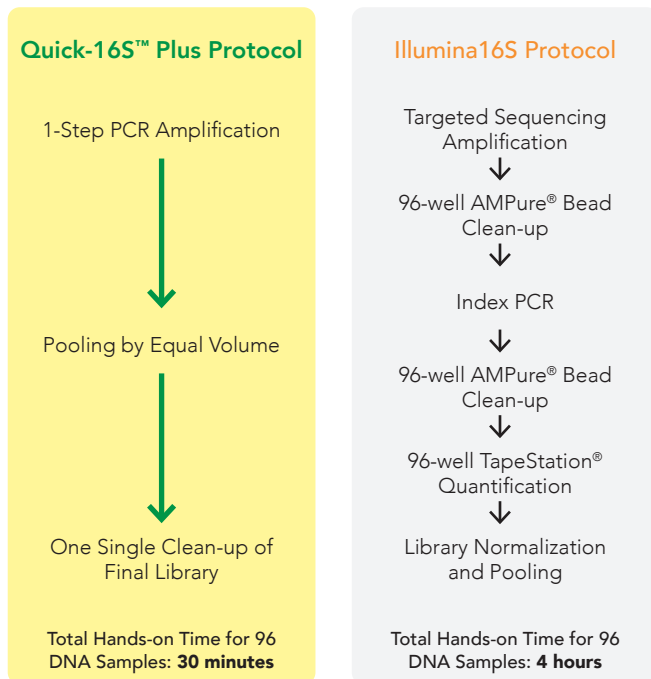 Quick-16S™ Plus Protocol
1-Step PCR Amplification
Pooling by Equal Volume
One Single Clean-up of
Final Library
Total Hands-on Time for 96
DNA Samples: 30 minutes
Illumina16S Protocol
Targeted Sequencing
Amplification
96-well AMPure® Bead
Clean-up
Index PCR
96-well AMPure® Bead
Clean-up
96-well TapeStation®
Quantification
Library Normalization
and Pooling
Total Hands-on Time for 96
DNA Samples: 4 hours